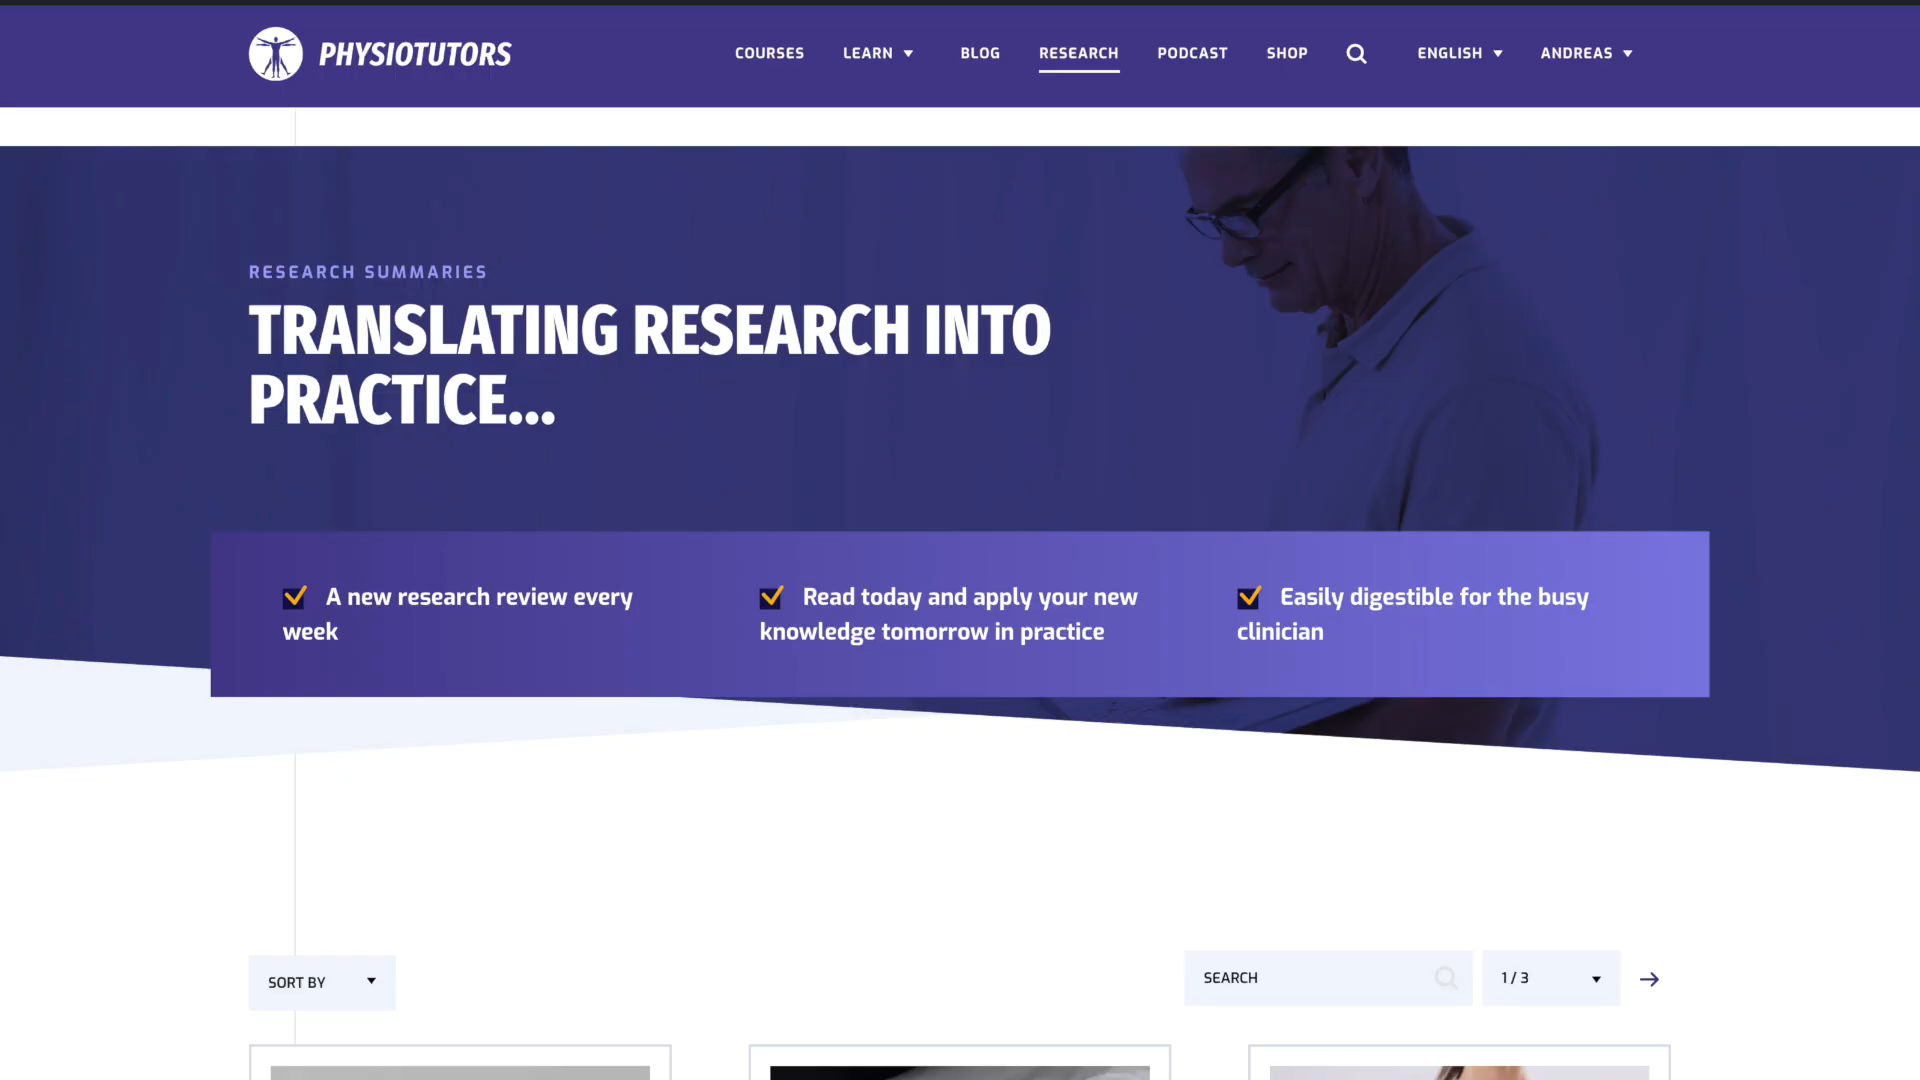 PHYSIOTUTORS
COURSES LEARN BLOG RESEARCH PODCAST SHOP ENGLISH ANDREAS
RESEARCH SUMMARIES
TRANSLATING RESEARCH INTO
PRACTICE...
A new research review every
week
Read today and apply your new
knowledge tomorrow in practice
Easily digestible for the busy
clinician
SORT BY
SEARCH
1 / 3